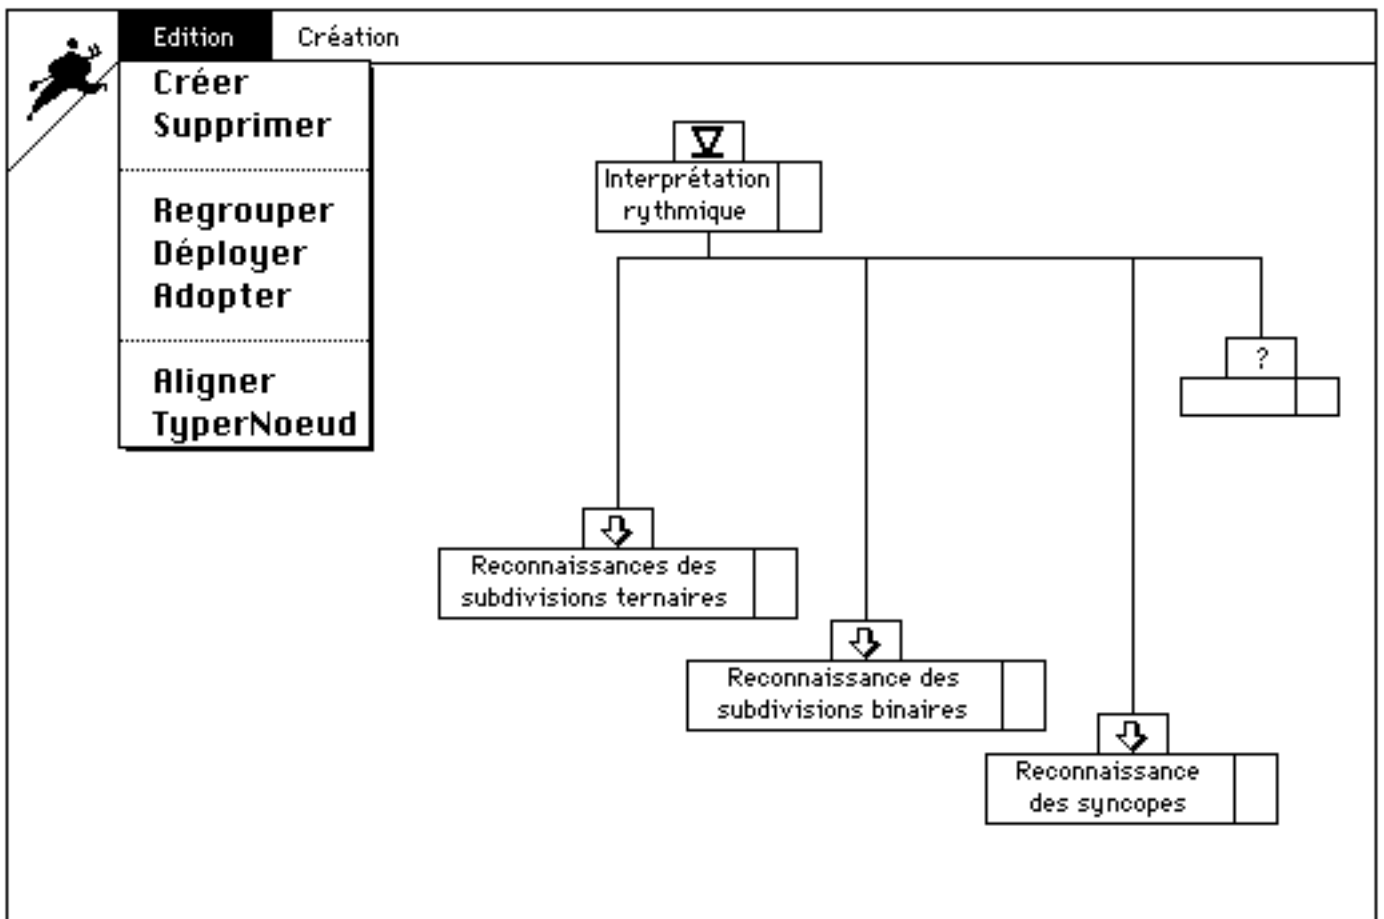 Edition
Création
Créer
Supprimer
Regrouper
Déployer
Adopter
Aligner
TyperNoeud
Interprétation
rythmique
?
Reconnaissances des
subdivisions ternaires
Reconnaissance des
subdivisions binaires
Reconnaissance
des syncopes